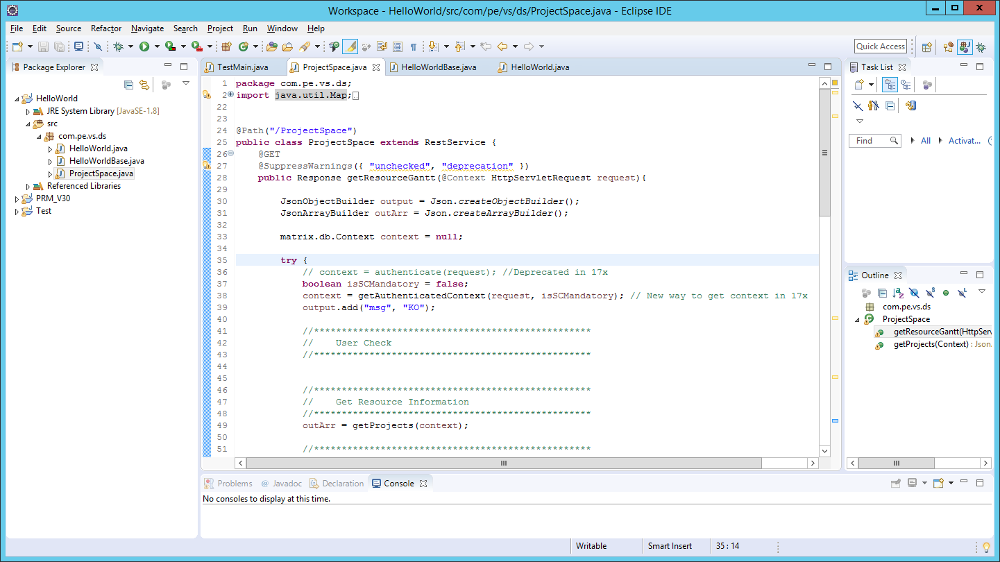 Workspace - HelloWorld/src/com/pe/vs/ds/ProjectSpace.java - Eclipse IDE
File Edit Source Refactor Navigate Search Project Run Window Help
Quick Access
Package Explorer
HelloWorld
JRE System Library [JavaSE-1.8]
src
com.pe.vs.ds
HelloWorld.java
HelloWorldBase.java
ProjectSpace.java
Referenced Libraries
PRM_V30
Test
TestMain.java ProjectSpace.java HelloWorldBase.java HelloWorld.java
1 package com.pe.vs.ds;
2 import java.util.Map;
22
23
24 @Path("/ProjectSpace")
25 public class ProjectSpace extends RestService {
26 @GET
27 @SuppressWarnings({ "unchecked", "deprecation" })
28 public Response getResourceGantt(@Context HttpServletRequest request){
29
30 JsonObjectBuilder output = Json.createObjectBuilder();
31 JsonArrayBuilder outArr = Json.createArrayBuilder();
32
33 matrix.db.Context context = null;
34
35 try {
36 // context = authenticate(request); //Deprecated in 17x
37 boolean isSCMandatory = false;
38 context = getAuthenticatedContext(request, isSCMandatory); // New way to get context in 17x
39 output.add("msg", "KO");
40
41 //**************************************************
42 // User Check
43 //**************************************************
44
45
46 //**************************************************
47 // Get Resource Information
48 //**************************************************
49 outArr = getProjects(context);
50
51 //**************************************************
Task List
Find All Activat...
Outline
com.pe.vs.ds
ProjectSpace
getResourceGantt(HttpServ
getProjects(Context) : Json.
Problems @ Javadoc Declaration Console
No consoles to display at this time.
Writable Smart Insert 35 : 14